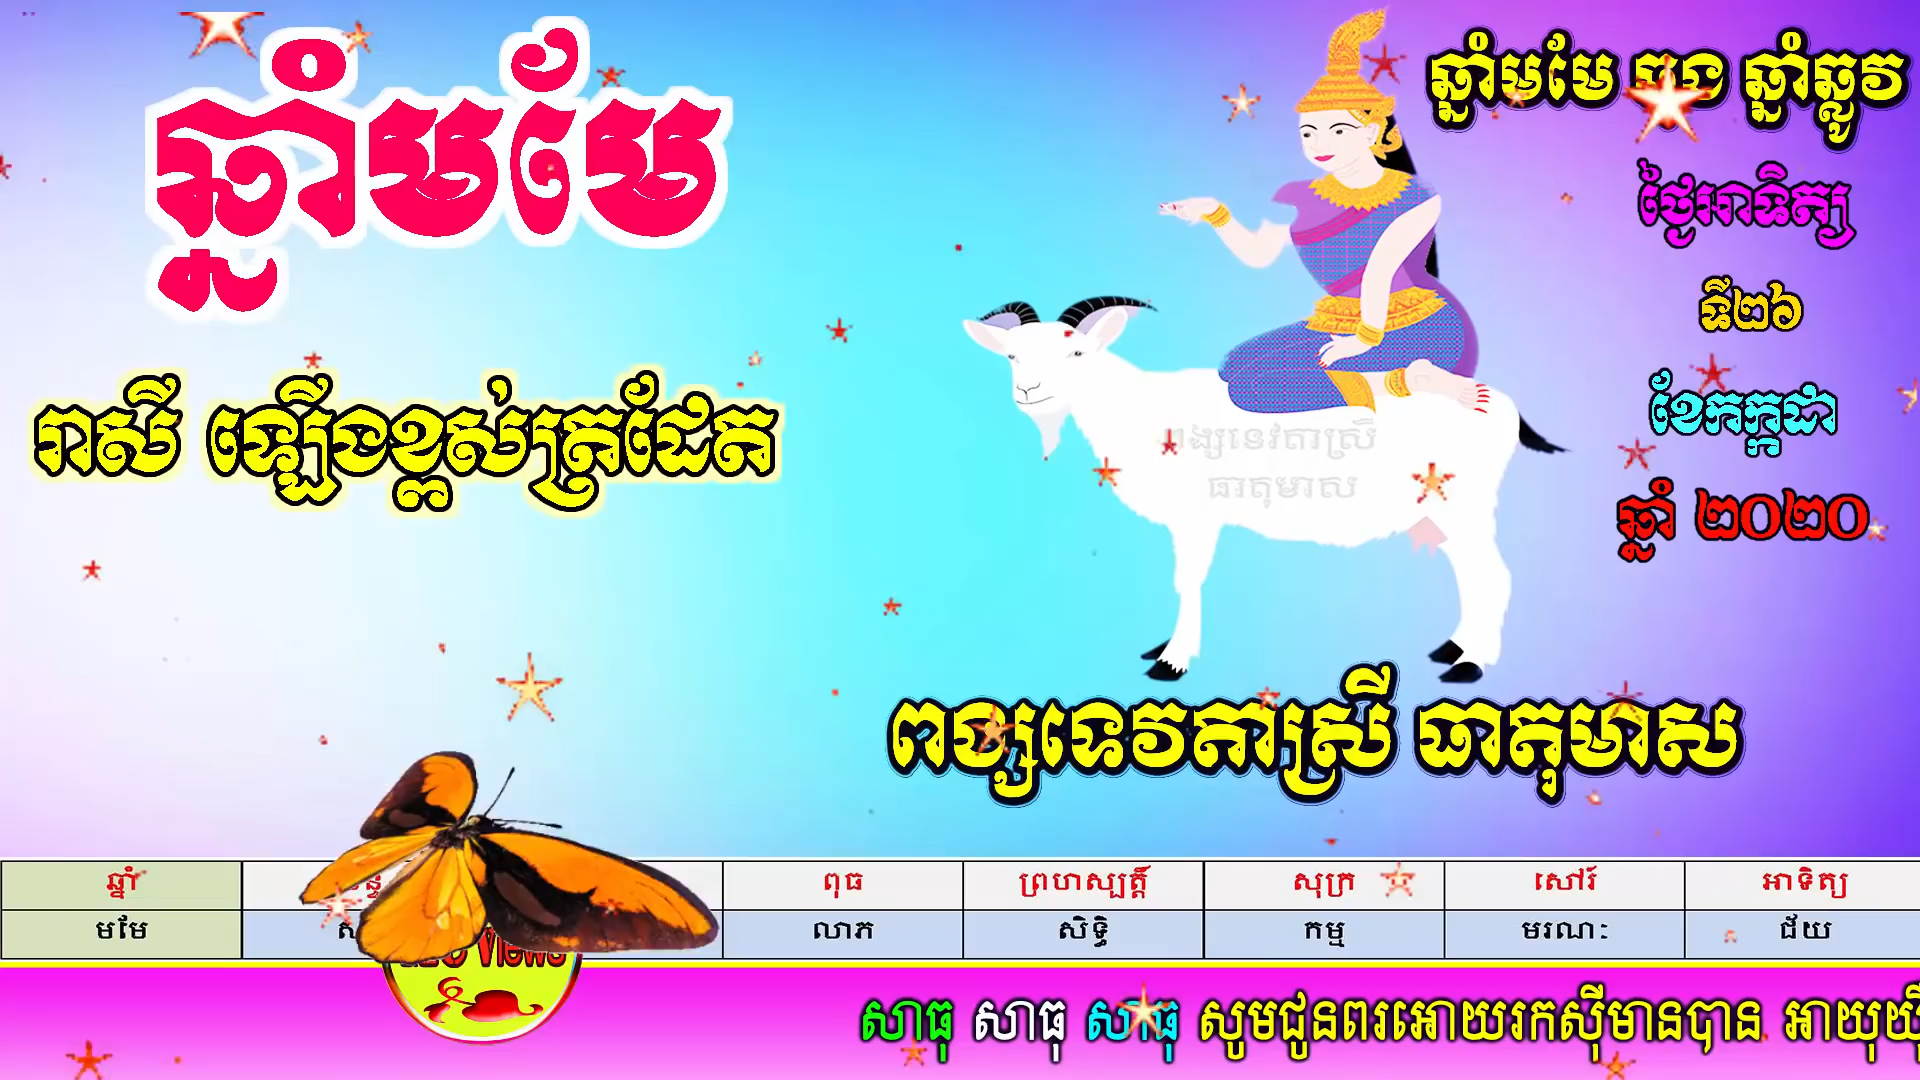 ឆ្នាំមមែ
រាសី ឡើងខ្ពស់ត្រដែត
ឆ្នាំមមែ ឆុង ឆ្នាំឆ្លូវ
ថ្ងៃអាទិត្យ
ទី២៦
ខែកក្កដា
ឆ្នាំ ២០២០
ពង្សទេវតាស្រី
ធាតុមាស
ពង្សទេវតាស្រី ធាតុមាស
ឆ្នាំ ពុធ ព្រហស្បត្តិ៍ សុក្រ សៅរ៍ អាទិត្យ
មមែ លាភ សិទ្ធិ កម្ម មរណៈ ជ័យ
Views
សាធុ សាធុ សាធុ សូមជូនពរអោយរកស៊ីមានបាន